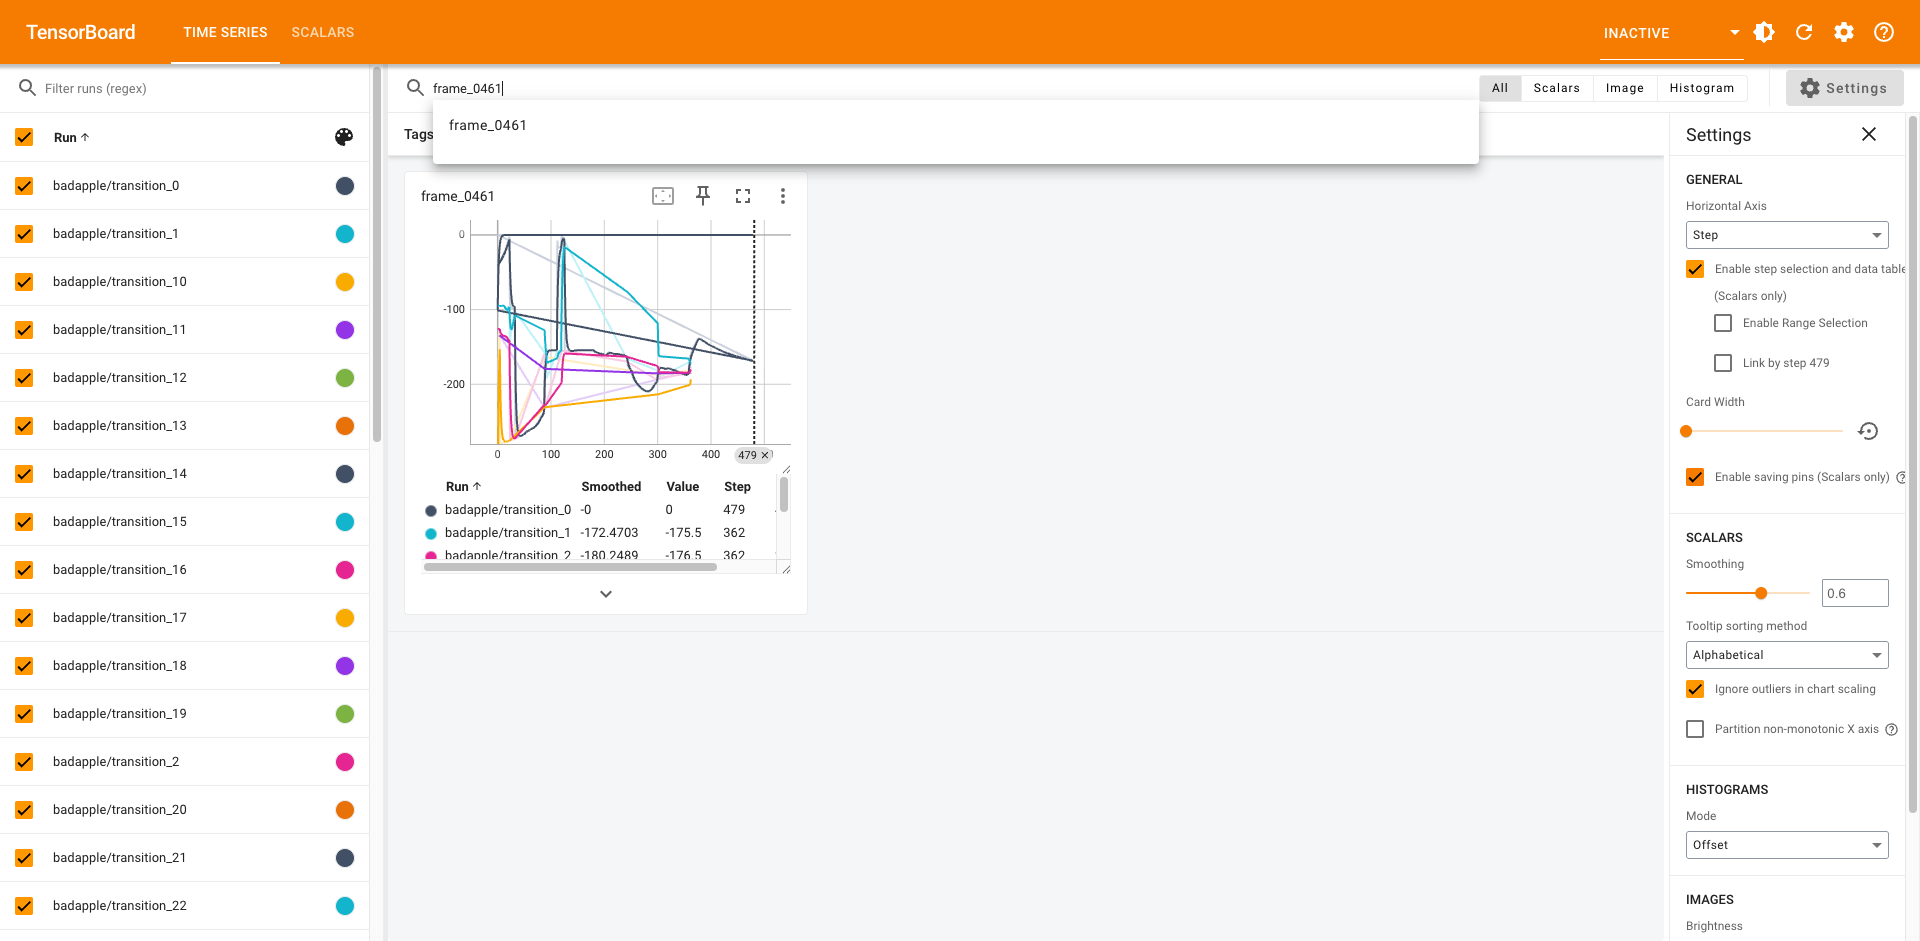 TensorBoard
TIME SERIES
SCALARS
INACTIVE
Filter runs (regex)
frame_0461
All
Scalars
Image
Histogram
Settings
frame_0461
Tags
Run
badapple/transition_0
badapple/transition_1
badapple/transition_10
badapple/transition_11
badapple/transition_12
badapple/transition_13
badapple/transition_14
badapple/transition_15
badapple/transition_16
badapple/transition_17
badapple/transition_18
badapple/transition_19
badapple/transition_2
badapple/transition_20
badapple/transition_21
badapple/transition_22
frame_0461
0
-100
-200
0 100 200 300 400 479
Run Smoothed Value Step
badapple/transition_0 -0 0 479
badapple/transition_1 -172.4703 -175.5 362
badapple/transition_2 -180.2489 -176.5 362
Settings
GENERAL
Horizontal Axis
Step
Enable step selection and data table
(Scalars only)
Enable Range Selection
Link by step 479
Card Width
Enable saving pins (Scalars only)
SCALARS
Smoothing
0.6
Tooltip sorting method
Alphabetical
Ignore outliers in chart scaling
Partition non-monotonic X axis
HISTOGRAMS
Mode
Offset
IMAGES
Brightness